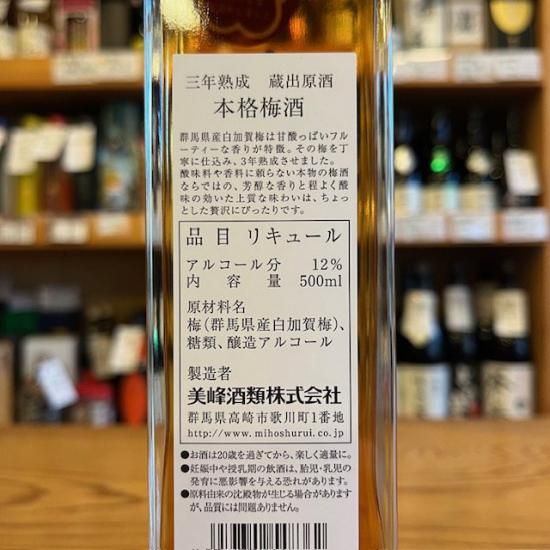 三年熟成　蔵出原酒
本格梅酒
群馬県産白加賀梅は甘酸っぱいフル
ーティーな香りが特徴。その梅を丁
寧に仕込み、3年熟成させました。
酸味料や香料に頼らない本物の梅酒
ならではの、芳醇な香りと程よく酸
味の効いた上質な味わいは、ちょっ
とした贅沢にぴったりです。
品目 リキュール
アルコール分　12%
内容量　500ml
原材料名
梅(群馬県産白加賀梅)、
糖類、醸造アルコール
製造者
美峰酒類株式会社
群馬県高崎市歌川町1番地
http://www.mihoshurui.co.jp
●お酒は20歳を過ぎてから、楽しく適量に。
●妊娠中や授乳期の飲酒は、胎児・乳児の
発育に悪影響を与える恐れがあります。
●原料由来の沈殿物が生じる場合があります
が、品質には問題ありません。